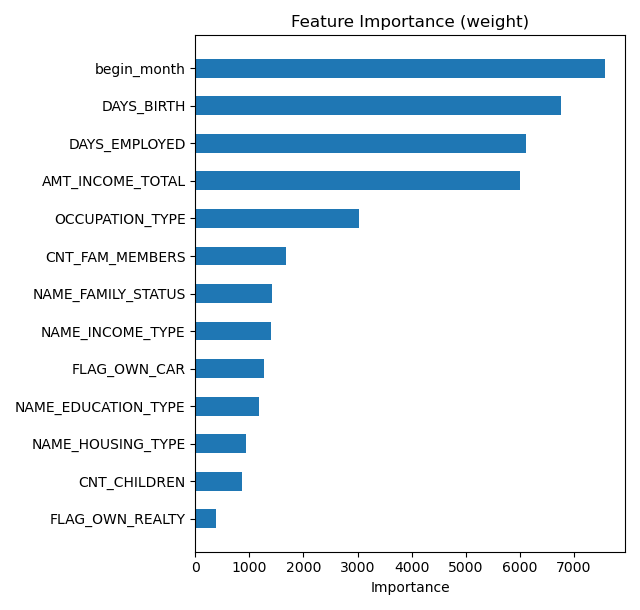 Feature Importance (weight)
begin_month
DAYS_BIRTH
DAYS_EMPLOYED
AMT_INCOME_TOTAL
OCCUPATION_TYPE
CNT_FAM_MEMBERS
NAME_FAMILY_STATUS
NAME_INCOME_TYPE
FLAG_OWN_CAR
NAME_EDUCATION_TYPE
NAME_HOUSING_TYPE
CNT_CHILDREN
FLAG_OWN_REALTY
0 1000 2000 3000 4000 5000 6000 7000
Importance